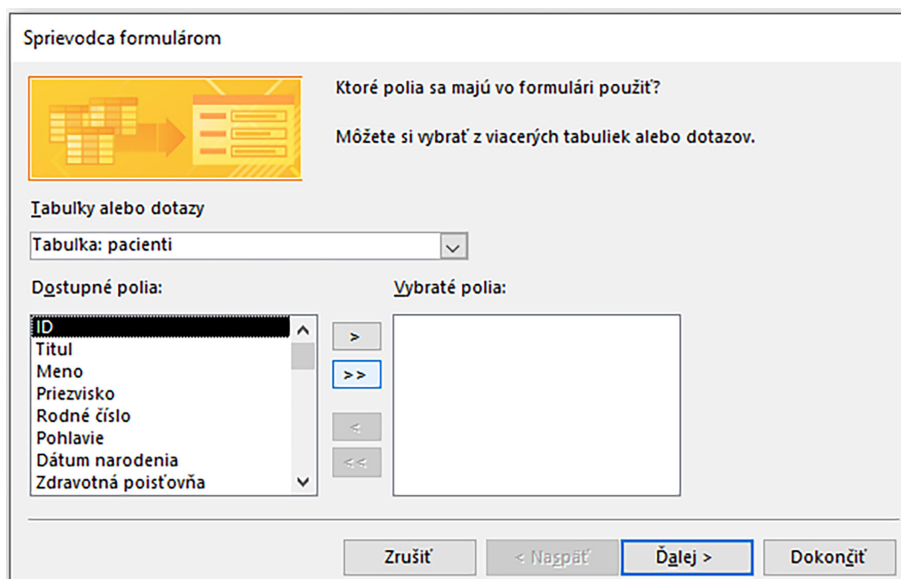 Sprievodca formulárom
Ktoré polia sa majú vo formulári použiť?
Môžete si vybrať z viacerých tabuliek alebo dotazov.
Tabuľky alebo dotazy
Tabuľka: pacienti
Dostupné polia:
Vybraté polia:
ID
Titul
Meno
Priezvisko
Rodné číslo
Pohlavie
Dátum narodenia
Zdravotná poisťovňa
>
>>
<
<<
Zrušiť
< Naspäť
Ďalej >
Dokončiť